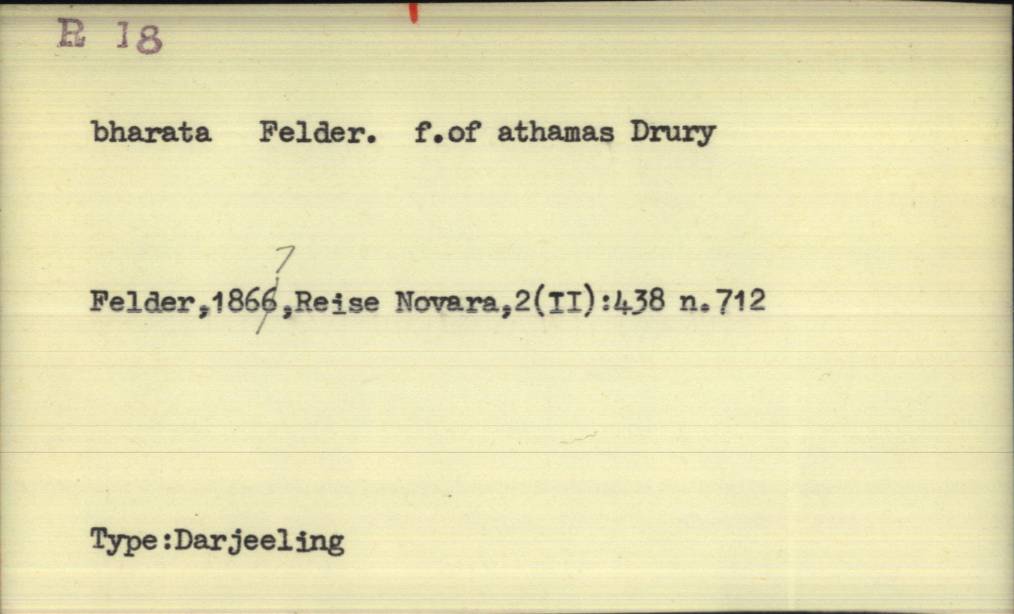 R 18
bharata Felder. f.of athamas Drury
7
Felder,1866,Reise Novara,2(II):438 n.712
Type:Darjeeling